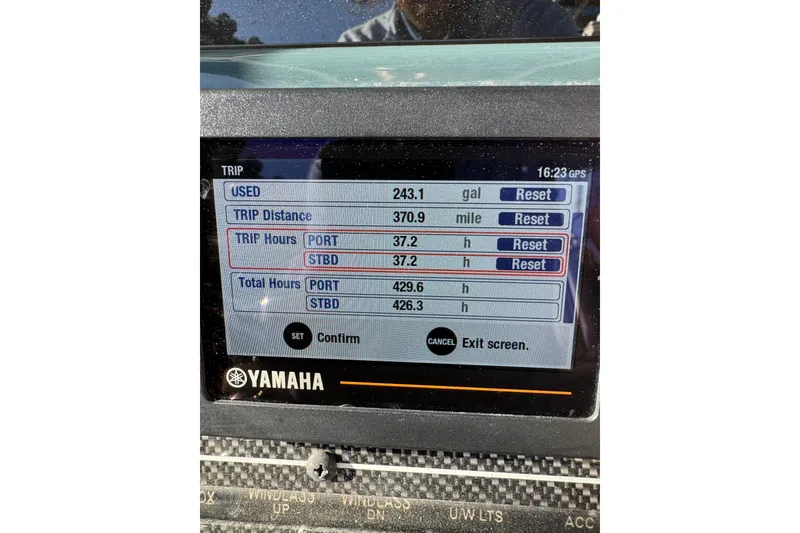 TRIP 16:23 GPS
USED 243.1 gal Reset
TRIP Distance 370.9 mile Reset
TRIP Hours PORT 37.2 h Reset
STBD 37.2 h Reset
Total Hours PORT 429.6 h
STBD 426.3 h
SET Confirm CANCEL Exit screen.
YAMAHA
OX WINDLASS UP WINDLASS DN U/W LTS ACC